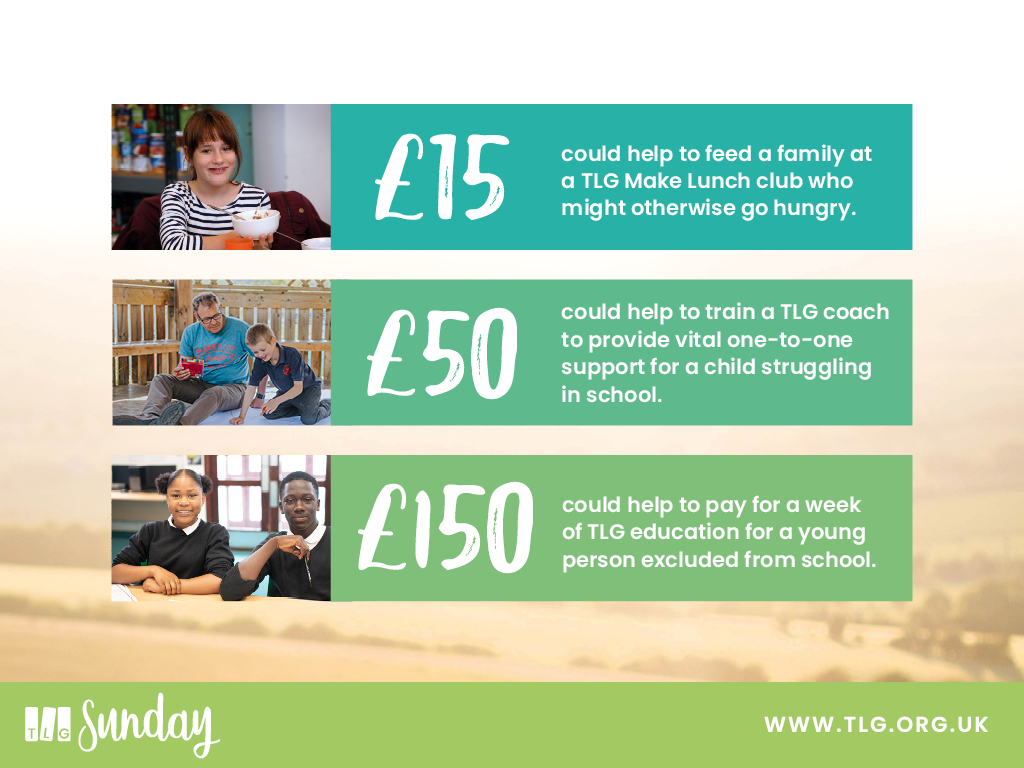 £15
could help to feed a family at
a TLG Make Lunch club who
might otherwise go hungry.
£50
could help to train a TLG coach
to provide vital one-to-one
support for a child struggling
in school.
£150
could help to pay for a week
of TLG education for a young
person excluded from school.
TLG Sunday
WWW.TLG.ORG.UK